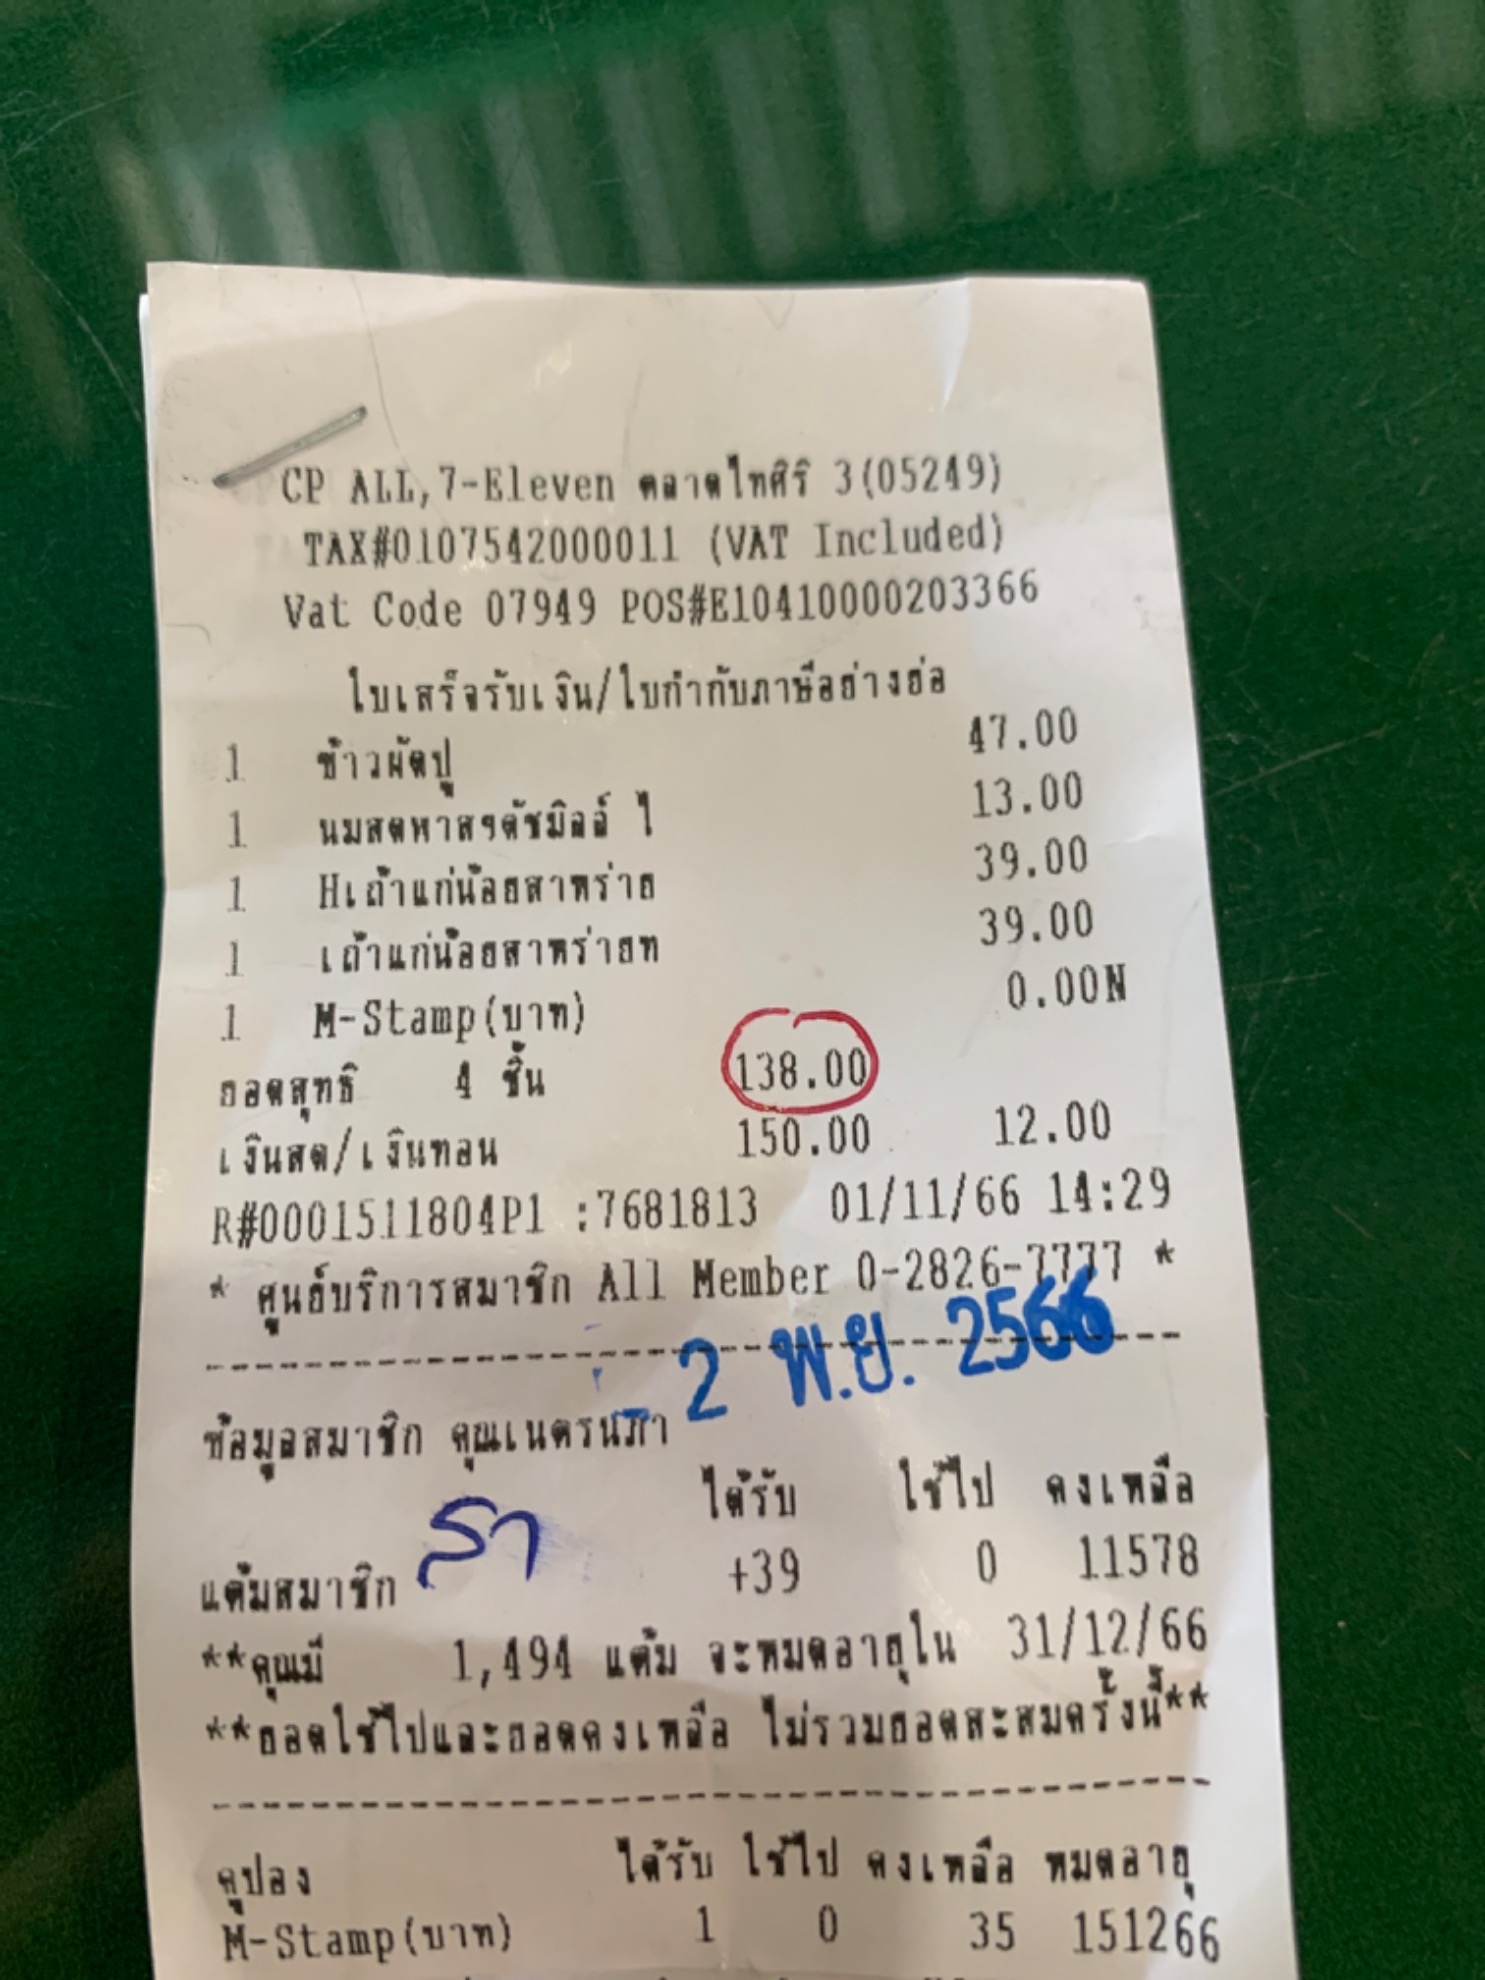 CP ALL,7-Eleven ตลาดไทศิริ 3(05249)
TAX#0107542000011 (VAT Included)
Vat Code 07949 POS#E10410000203366
ใบเสร็จรับเงิน/ใบกำกับภาษีอย่างย่อ
1 ข้าวผัดปู 47.00
1 นมสดพาสฯดัชมิลล์ ไ 13.00
1 Hเถ้าแก่น้อยสาหร่าย 39.00
1 เถ้าแก่น้อยสาหร่ายท 39.00
1 M-Stamp(บาท) 0.00N
ยอดสุทธิ 4 ชิ้น 138.00
เงินสด/เงินทอน 150.00 12.00
R#0001511804P1 :7681813 01/11/66 14:29
* ศูนย์บริการสมาชิก All Member 0-2826-7777 *
- 2 พ.ย. 2566
ข้อมูลสมาชิก คุณเนตรนภา
ได้รับ ใช้ไป คงเหลือ
แต้มสมาชิก +39 0 11578
**คุณมี 1,494 แต้ม จะหมดอายุใน 31/12/66
**ยอดใช้ไปและยอดคงเหลือ ไม่รวมยอดสะสมครั้งนี้**
คูปอง ได้รับ ใช้ไป คงเหลือ หมดอายุ
M-Stamp(บาท) 1 0 35 151266